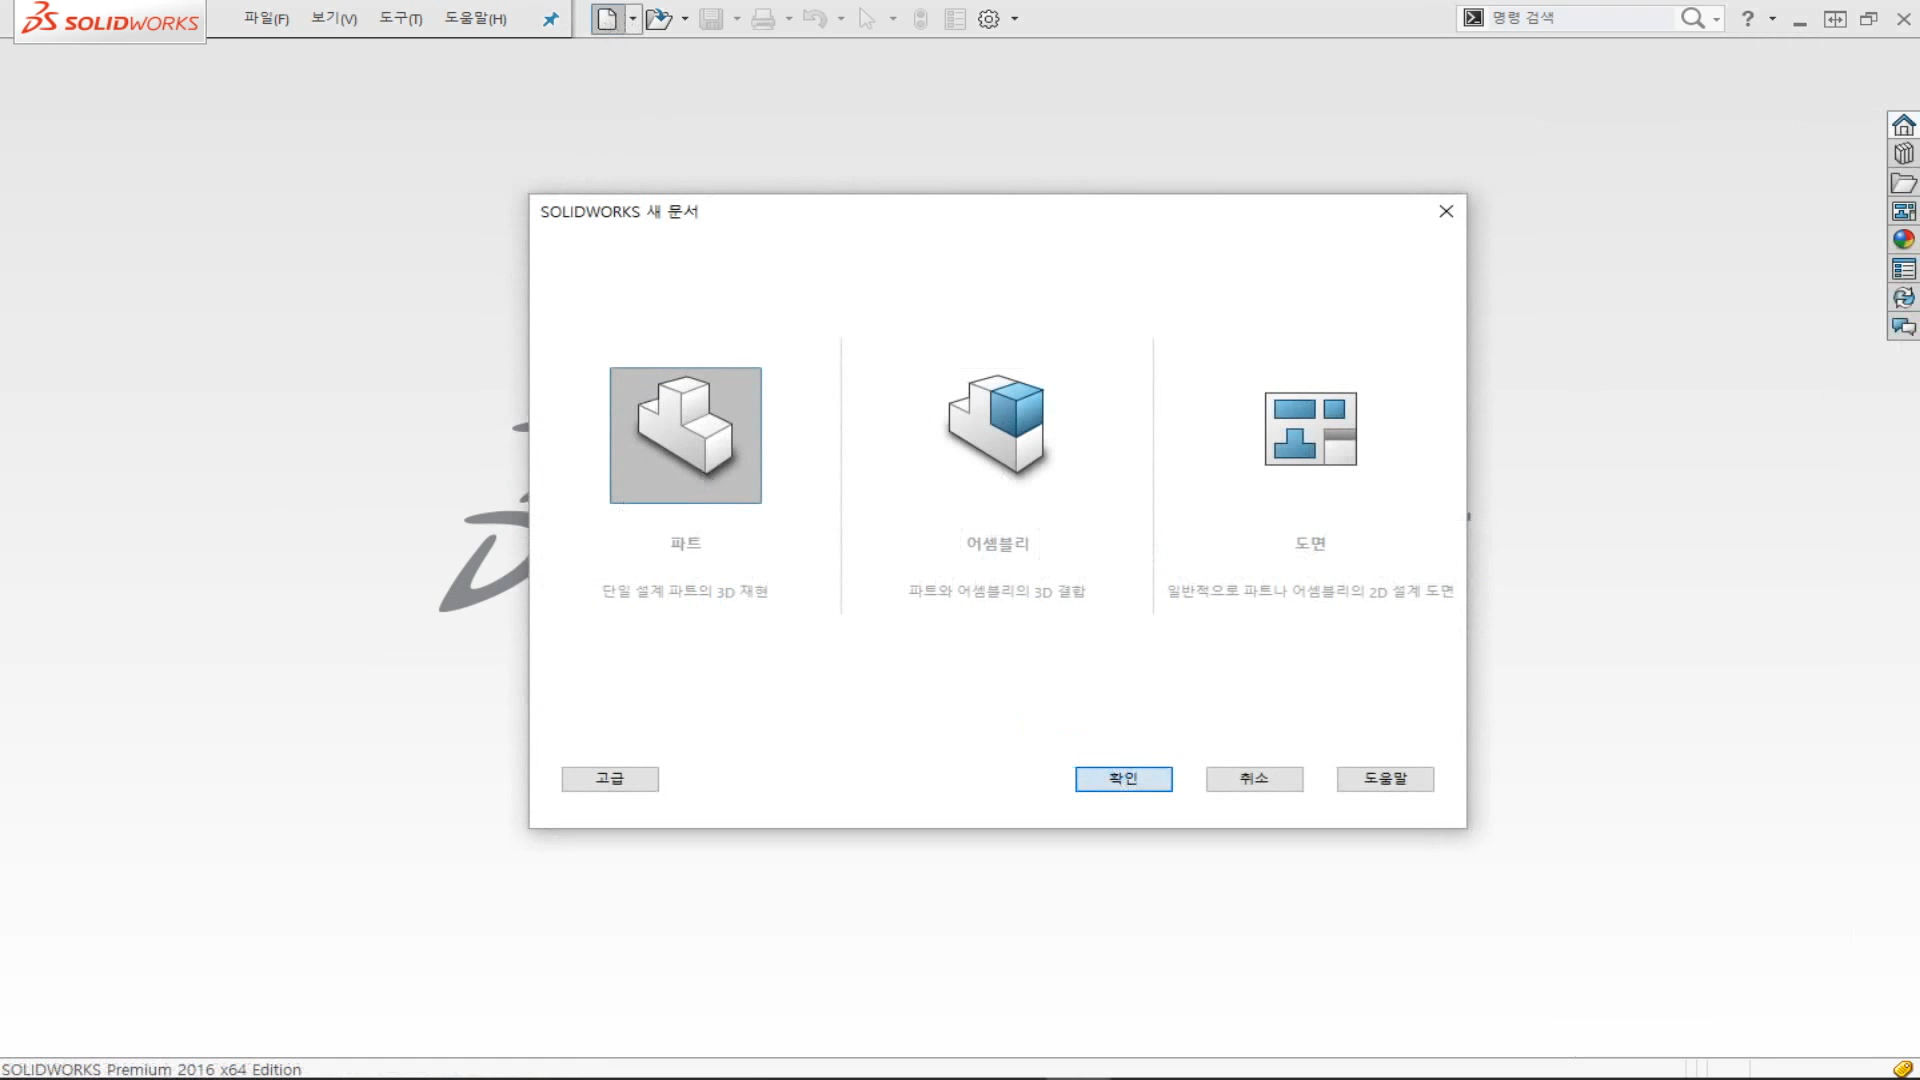 SOLIDWORKS 파일(F) 보기(V) 도구(T) 도움말(H) 명령 검색 ?
SOLIDWORKS 새 문서
파트 어셈블리 도면
단일 설계 파트의 3D 재현 파트와 어셈블리의 3D 결합 일반적으로 파트나 어셈블리의 2D 설계 도면
고급 확인 취소 도움말
SOLIDWORKS Premium 2016 x64 Edition